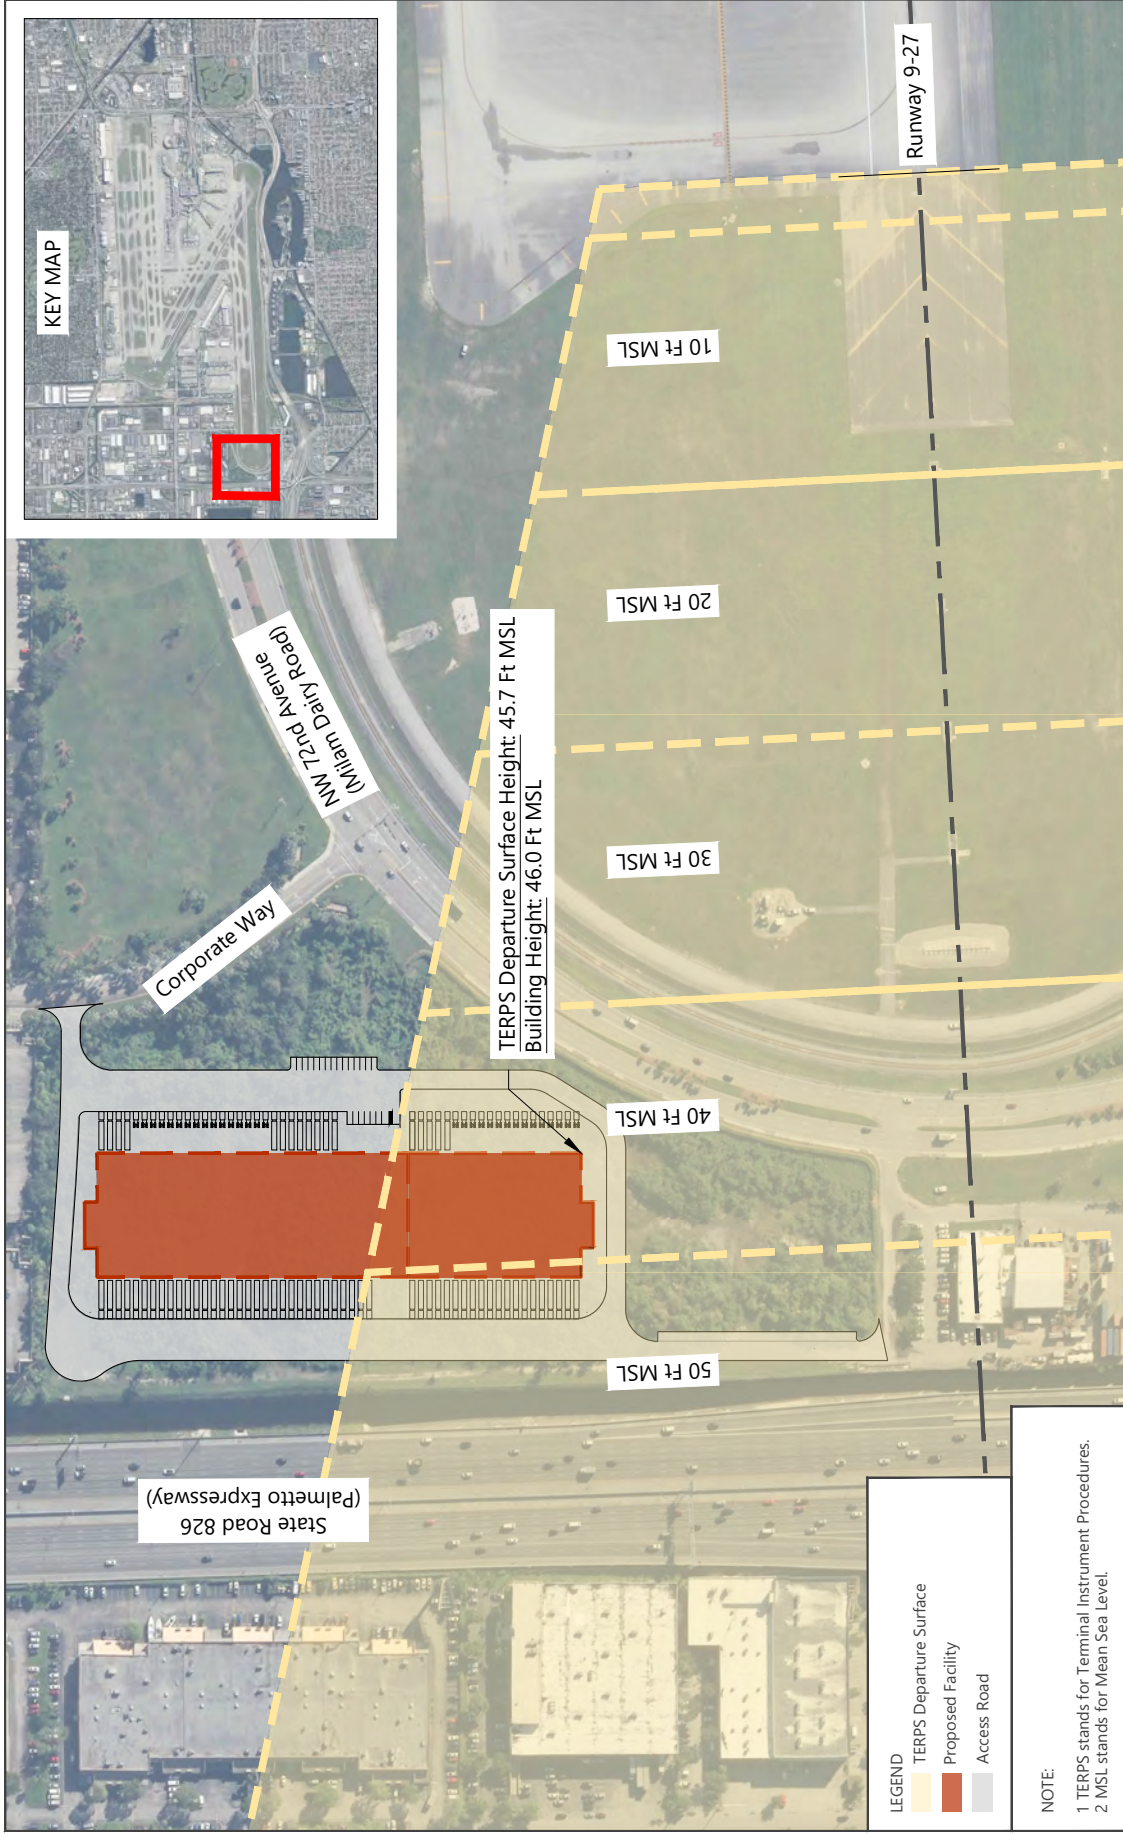 KEY MAP
Runway 9-27
10 Ft MSL
20 Ft MSL
30 Ft MSL
40 Ft MSL
50 Ft MSL
NW 72nd Avenue
(Milam Dairy Road)
Corporate Way
TERPS Departure Surface Height: 45.7 Ft MSL
Building Height: 46.0 Ft MSL
State Road 826
(Palmetto Expressway)
LEGEND
TERPS Departure Surface
Proposed Facility
Access Road
NOTE:
1 TERPS stands for Terminal Instrument Procedures.
2 MSL stands for Mean Sea Level.